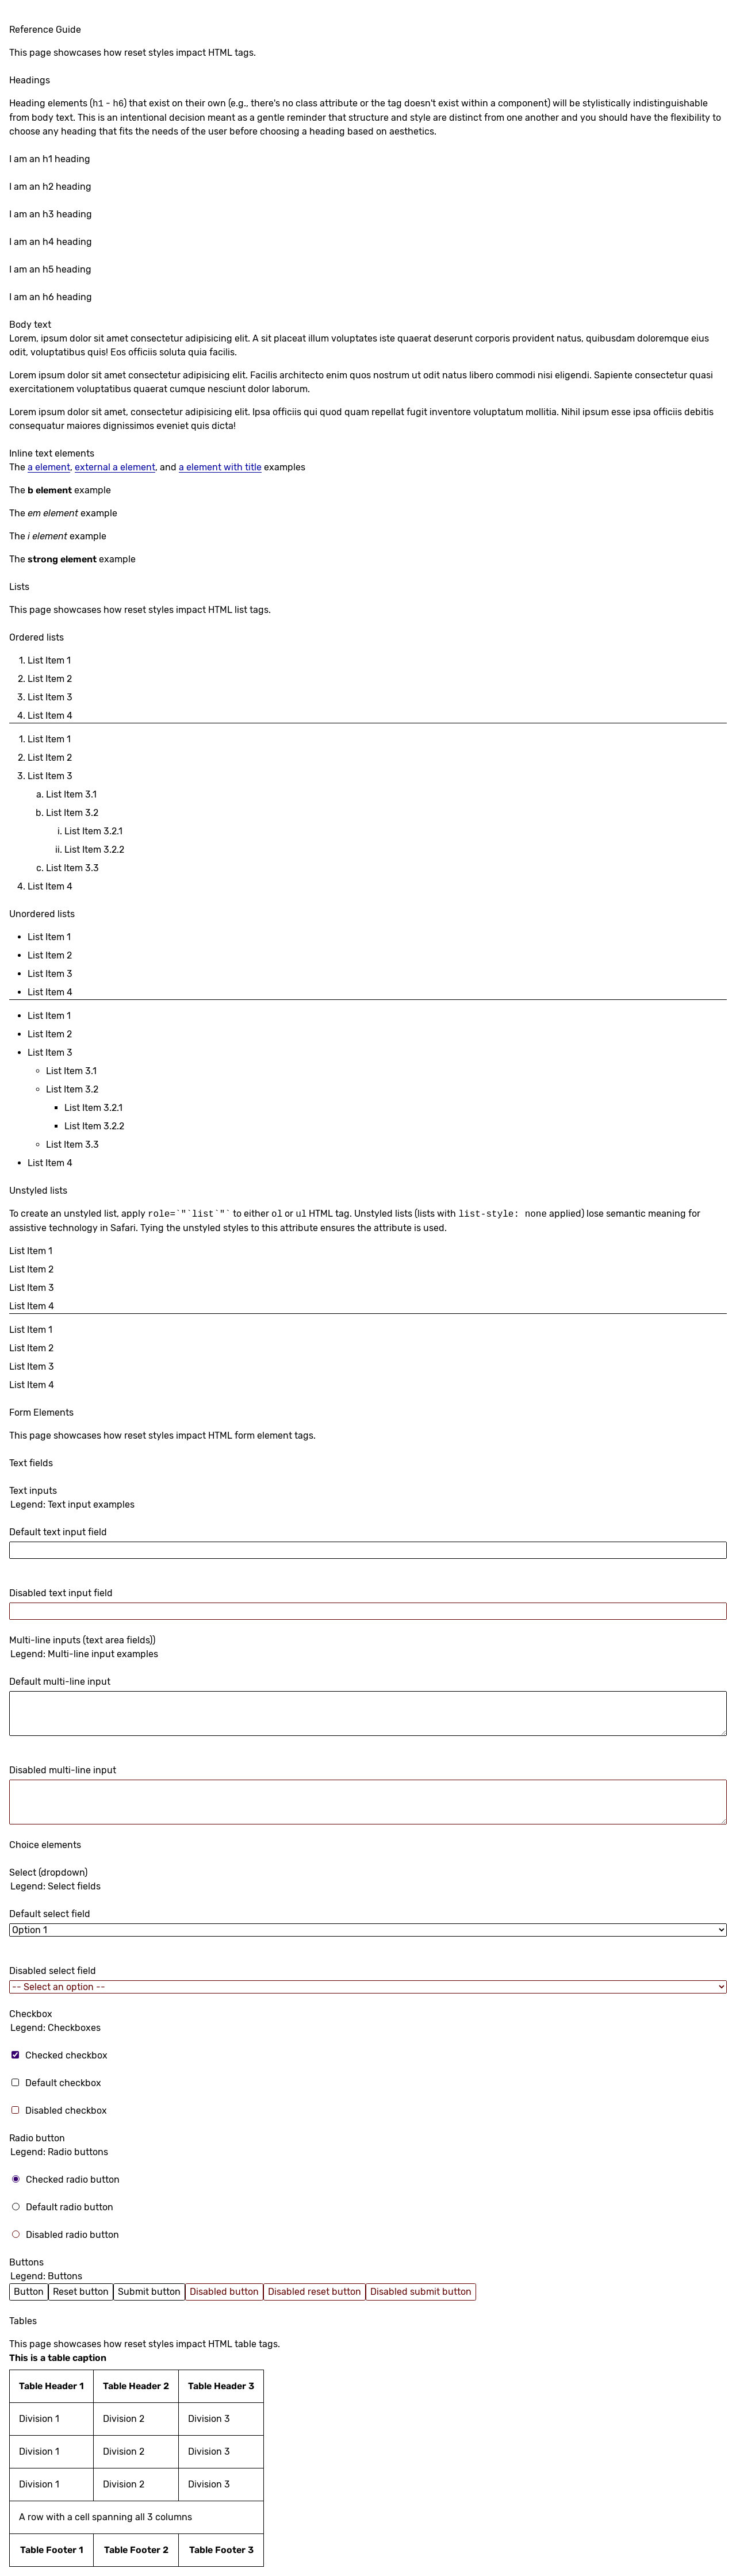 Reference Guide
This page showcases how reset styles impact HTML tags.
Headings
Heading elements (h1 - h6) that exist on their own (e.g., there's no class attribute or the tag doesn't exist within a component) will be stylistically indistinguishable
from body text. This is an intentional decision meant as a gentle reminder that structure and style are distinct from one another and you should have the flexibility to
choose any heading that fits the needs of the user before choosing a heading based on aesthetics.
I am an h1 heading
I am an h2 heading
I am an h3 heading
I am an h4 heading
I am an h5 heading
I am an h6 heading
Body text
Lorem, ipsum dolor sit amet consectetur adipisicing elit. A sit placeat illum voluptates iste quaerat deserunt corporis provident natus, quibusdam doloremque eius
odit, voluptatibus quis! Eos officiis soluta quia facilis.
Lorem ipsum dolor sit amet consectetur adipisicing elit. Facilis architecto enim quos nostrum ut odit natus libero commodi nisi eligendi. Sapiente consectetur quasi
exercitationem voluptatibus quaerat cumque nesciunt dolor laborum.
Lorem ipsum dolor sit amet, consectetur adipisicing elit. Ipsa officiis qui quod quam repellat fugit inventore voluptatum mollitia. Nihil ipsum esse ipsa officiis debitis
consequatur maiores dignissimos eveniet quis dicta!
Inline text elements
The a element, external a element, and a element with title examples
The b element example
The em element example
The i element example
The strong element example
Lists
This page showcases how reset styles impact HTML list tags.
Ordered lists
1. List Item 1
2. List Item 2
3. List Item 3
4. List Item 4
1. List Item 1
2. List Item 2
3. List Item 3
a. List Item 3.1
b. List Item 3.2
i. List Item 3.2.1
ii. List Item 3.2.2
c. List Item 3.3
4. List Item 4
Unordered lists
• List Item 1
• List Item 2
• List Item 3
• List Item 4
• List Item 1
• List Item 2
• List Item 3
◦ List Item 3.1
◦ List Item 3.2
▪ List Item 3.2.1
▪ List Item 3.2.2
◦ List Item 3.3
• List Item 4
Unstyled lists
To create an unstyled list, apply role=`"`list`"` to either ol or ul HTML tag. Unstyled lists (lists with list-style: none applied) lose semantic meaning for
assistive technology in Safari. Tying the unstyled styles to this attribute ensures the attribute is used.
List Item 1
List Item 2
List Item 3
List Item 4
List Item 1
List Item 2
List Item 3
List Item 4
Form Elements
This page showcases how reset styles impact HTML form element tags.
Text fields
Text inputs
Legend: Text input examples
Default text input field
Disabled text input field
Multi-line inputs (text area fields))
Legend: Multi-line input examples
Default multi-line input
Disabled multi-line input
Choice elements
Select (dropdown)
Legend: Select fields
Default select field
Option 1
Disabled select field
-- Select an option --
Checkbox
Legend: Checkboxes
Checked checkbox
Default checkbox
Disabled checkbox
Radio button
Legend: Radio buttons
Checked radio button
Default radio button
Disabled radio button
Buttons
Legend: Buttons
Button Reset button Submit button Disabled button Disabled reset button Disabled submit button
Tables
This page showcases how reset styles impact HTML table tags.
This is a table caption
Table Header 1 Table Header 2 Table Header 3
Division 1 Division 2 Division 3
Division 1 Division 2 Division 3
Division 1 Division 2 Division 3
A row with a cell spanning all 3 columns
Table Footer 1 Table Footer 2 Table Footer 3